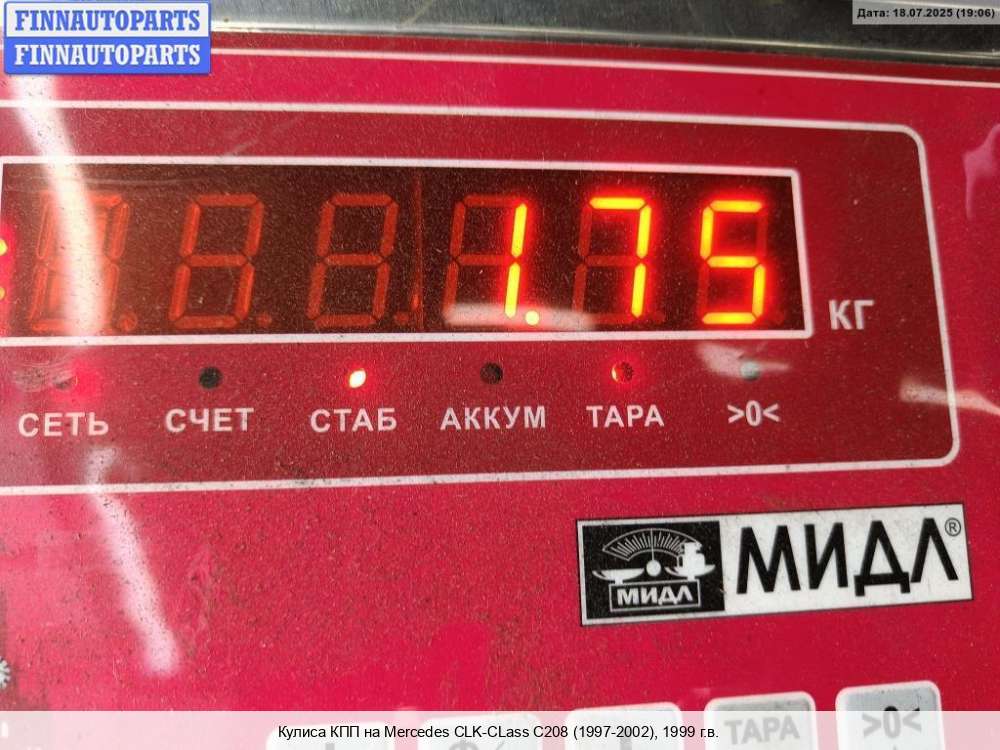 FINNAUTOPARTS
FINNAUTOPARTS
Дата: 18.07.2025 (19:06)
1.75
КГ
СЕТЬ СЧЕТ СТАБ АККУМ ТАРА >0<
МИДЛ МИДЛ®
ТАРА >0<
Кулиса КПП на Mercedes CLK-CLass C208 (1997-2002), 1999 г.в.